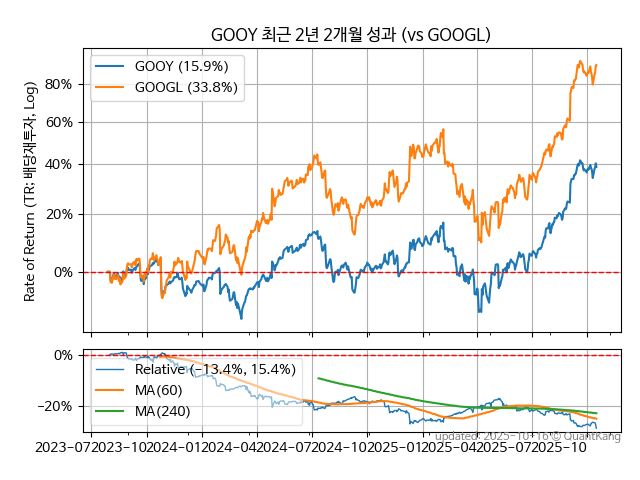 GOOY 최근 2년 2개월 성과 (vs GOOGL)
Rate of Return (TR: 배당재투자, Log)
GOOY (15.9%)
GOOGL (33.8%)
80%
60%
40%
20%
0%
Relative (−13.4%, 15.4%)
MA(60)
MA(240)
0%
−20%
2023-07 2023-10 2024-01 2024-04 2024-07 2024-10 2025-01 2025-04 2025-07 2025-10
updated: 2025-10-16 © QuantKang